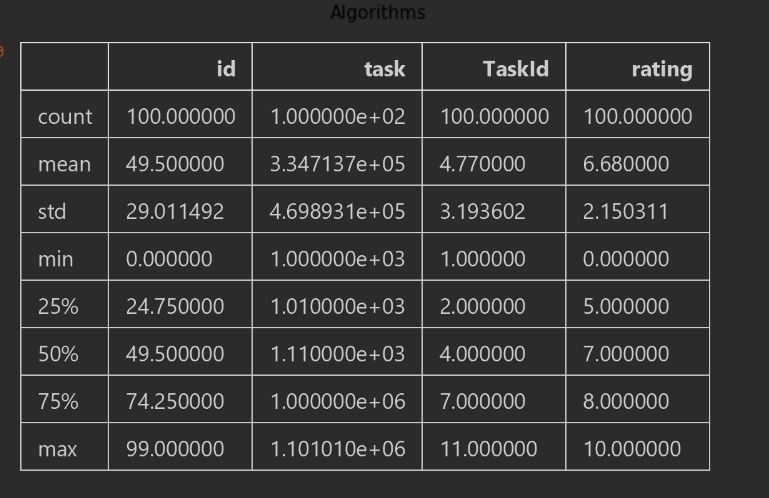 Algorithms
id task TaskId rating
count 100.000000 1.000000e+02 100.000000 100.000000
mean 49.500000 3.347137e+05 4.770000 6.680000
std 29.011492 4.698931e+05 3.193602 2.150311
min 0.000000 1.000000e+03 1.000000 0.000000
25% 24.750000 1.010000e+03 2.000000 5.000000
50% 49.500000 1.110000e+03 4.000000 7.000000
75% 74.250000 1.000000e+06 7.000000 8.000000
max 99.000000 1.101010e+06 11.000000 10.000000